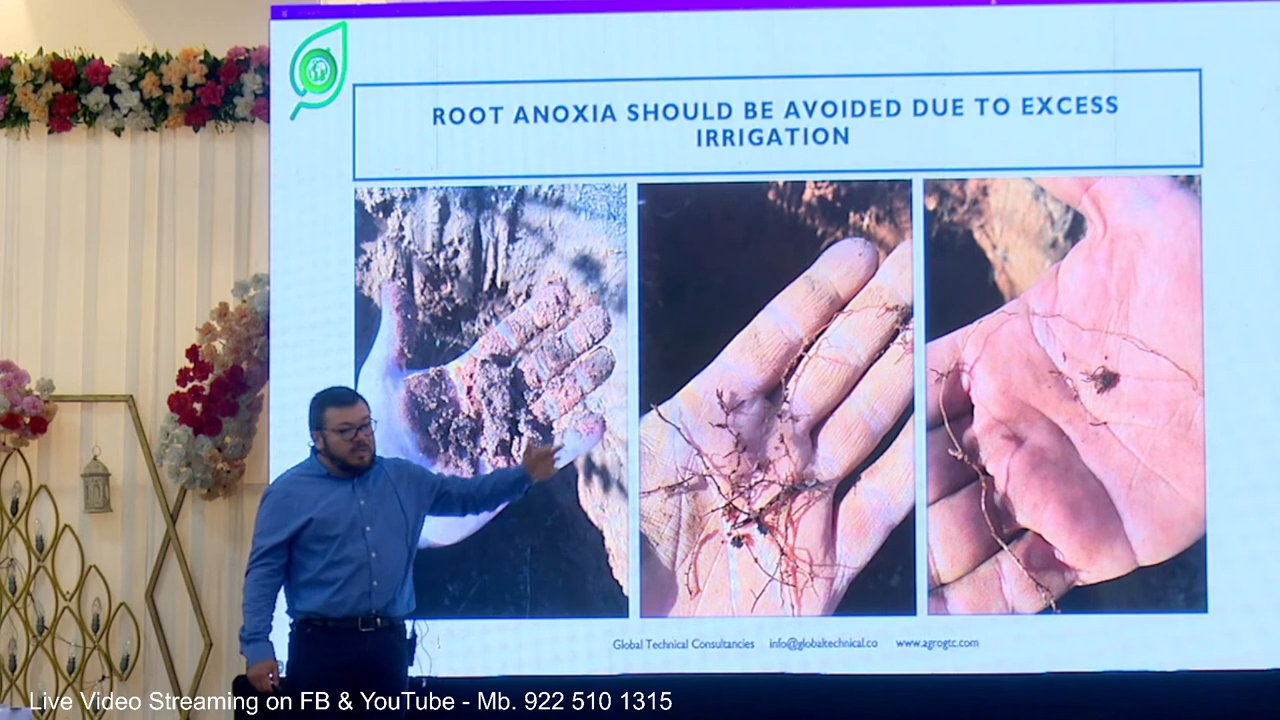 ROOT ANOXIA SHOULD BE AVOIDED DUE TO EXCESS
IRRIGATION
Global Technical Consultancies info@globaltechnical.co www.agrogtc.com
Live Video Streaming on FB & YouTube - Mb. 922 510 1315